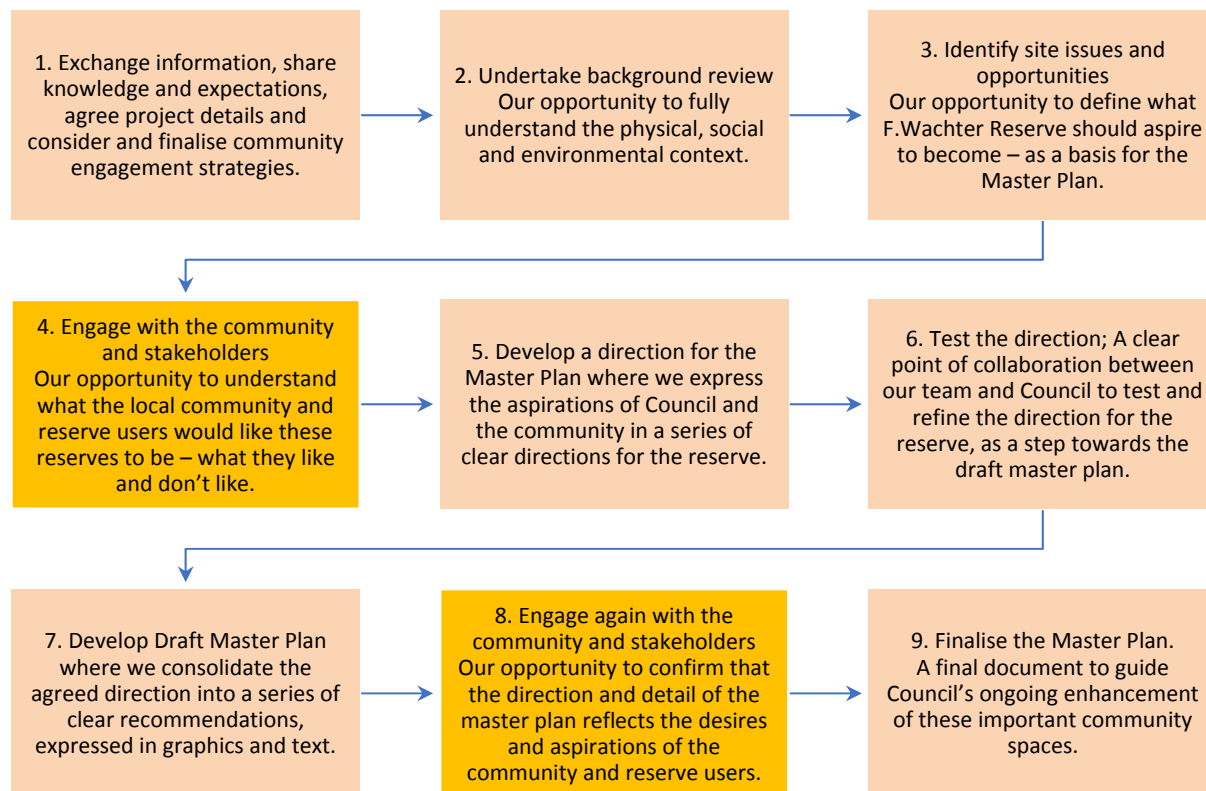 1. Exchange information, share
knowledge and expectations,
agree project details and
consider and finalise community
engagement strategies.
2. Undertake background review
Our opportunity to fully
understand the physical, social
and environmental context.
3. Identify site issues and
opportunities
Our opportunity to define what
F.Wachter Reserve should aspire
to become – as a basis for the
Master Plan.
4. Engage with the community
and stakeholders
Our opportunity to understand
what the local community and
reserve users would like these
reserves to be – what they like
and don’t like.
5. Develop a direction for the
Master Plan where we express
the aspirations of Council and
the community in a series of
clear directions for the reserve.
6. Test the direction; A clear
point of collaboration between
our team and Council to test and
refine the direction for the
reserve, as a step towards the
draft master plan.
7. Develop Draft Master Plan
where we consolidate the
agreed direction into a series of
clear recommendations,
expressed in graphics and text.
8. Engage again with the
community and stakeholders
Our opportunity to confirm that
the direction and detail of the
master plan reflects the desires
and aspirations of the
community and reserve users.
9. Finalise the Master Plan.
A final document to guide
Council’s ongoing enhancement
of these important community
spaces.